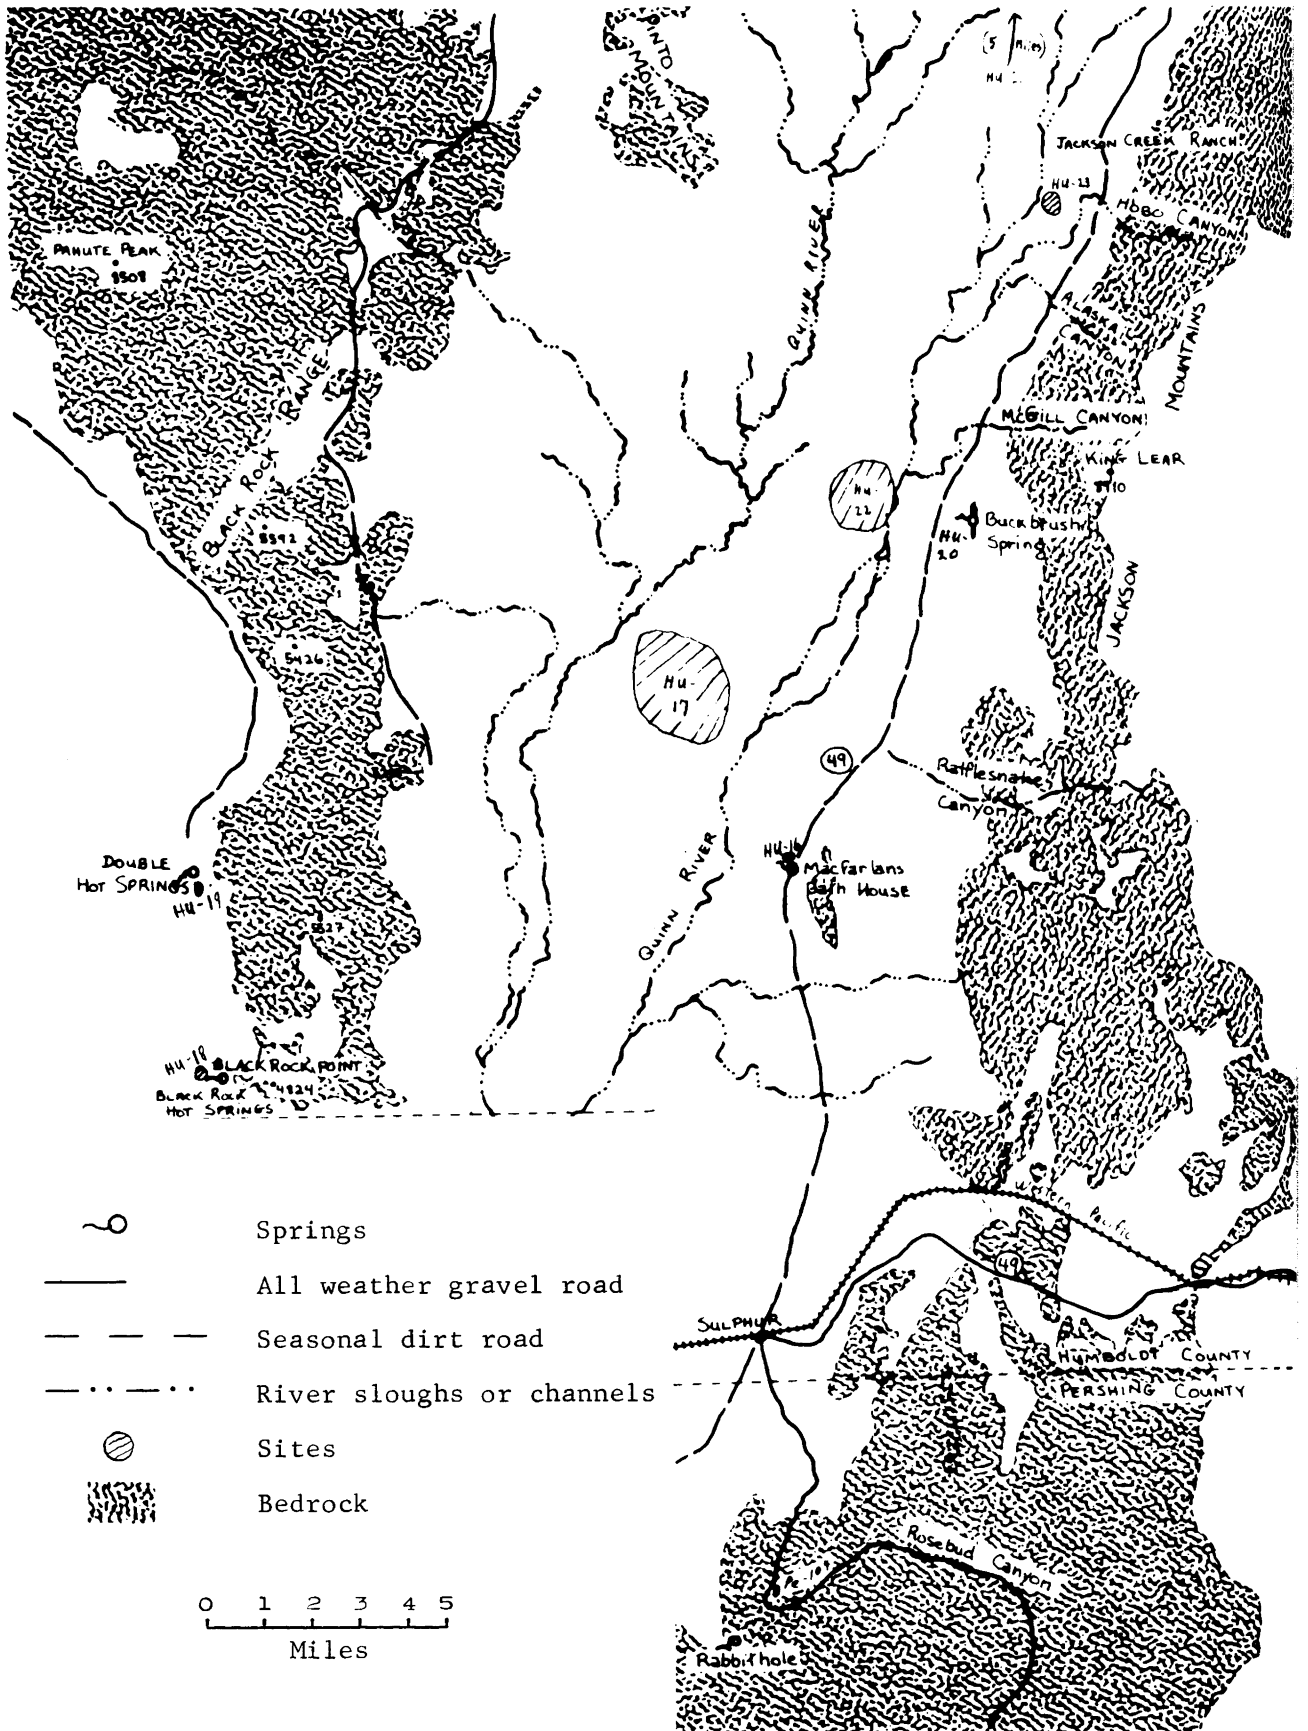 PINTO
MOUNTAINS
(5 miles)
JACKSON CREEK RANCH
HU-23
HOBO CANYON
PAHUTE PEAK
8508
QUINN RIVER
ALASKA
CANYON
MOUNTAINS
BLACK ROCK RANGE
McGILL CANYON
KING LEAR
8910
HU-
22
Buckbrush
Spring
HU-
20
8592
JACKSON
5426
HU-
17
49
Rattlesnake
Canyon
HU-16
Macfarlans
Bath House
DOUBLE
HOT SPRINGS
HU-19
QUINN RIVER
HU-18
BLACK ROCK POINT
4824
BLACK ROCK
HOT SPRINGS
Western Pacific
49
SULPHUR
HUMBOLDT COUNTY
PERSHING COUNTY
Springs
All weather gravel road
Seasonal dirt road
River sloughs or channels
Sites
Bedrock
Rosebud Canyon
0 1 2 3 4 5
Miles
Rabbithole